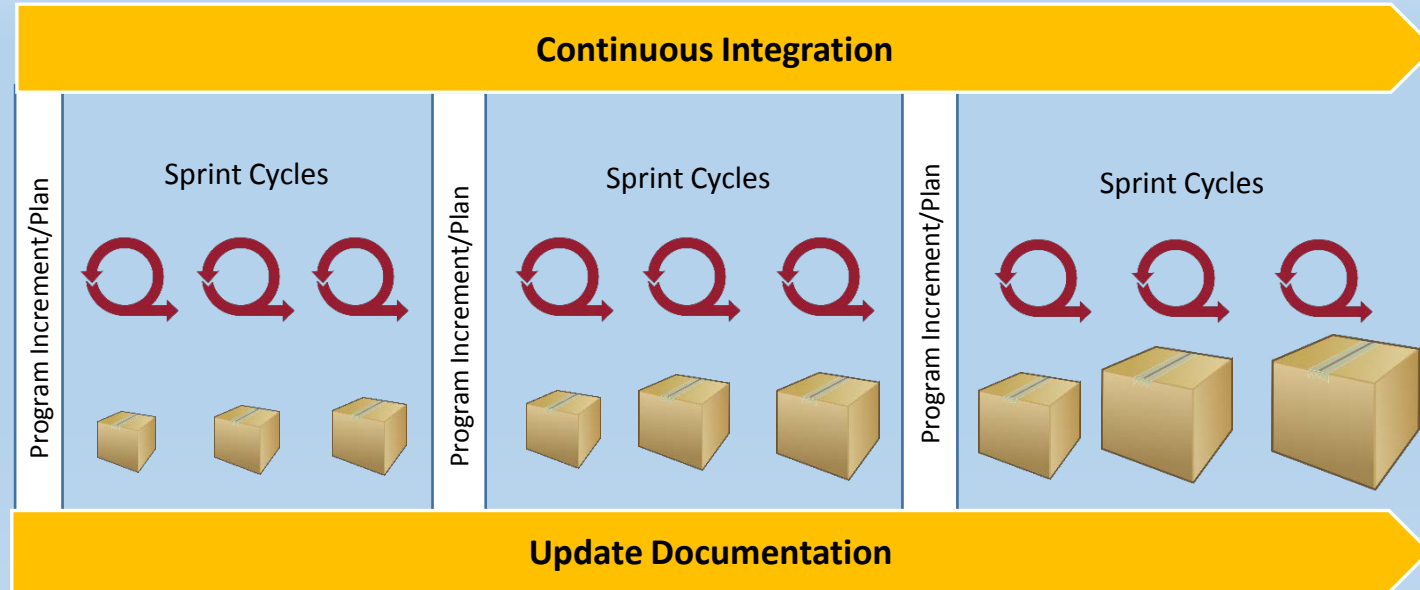 Continuous Integration
Program Increment/Plan
Sprint Cycles
Program Increment/Plan
Sprint Cycles
Program Increment/Plan
Sprint Cycles
Update Documentation